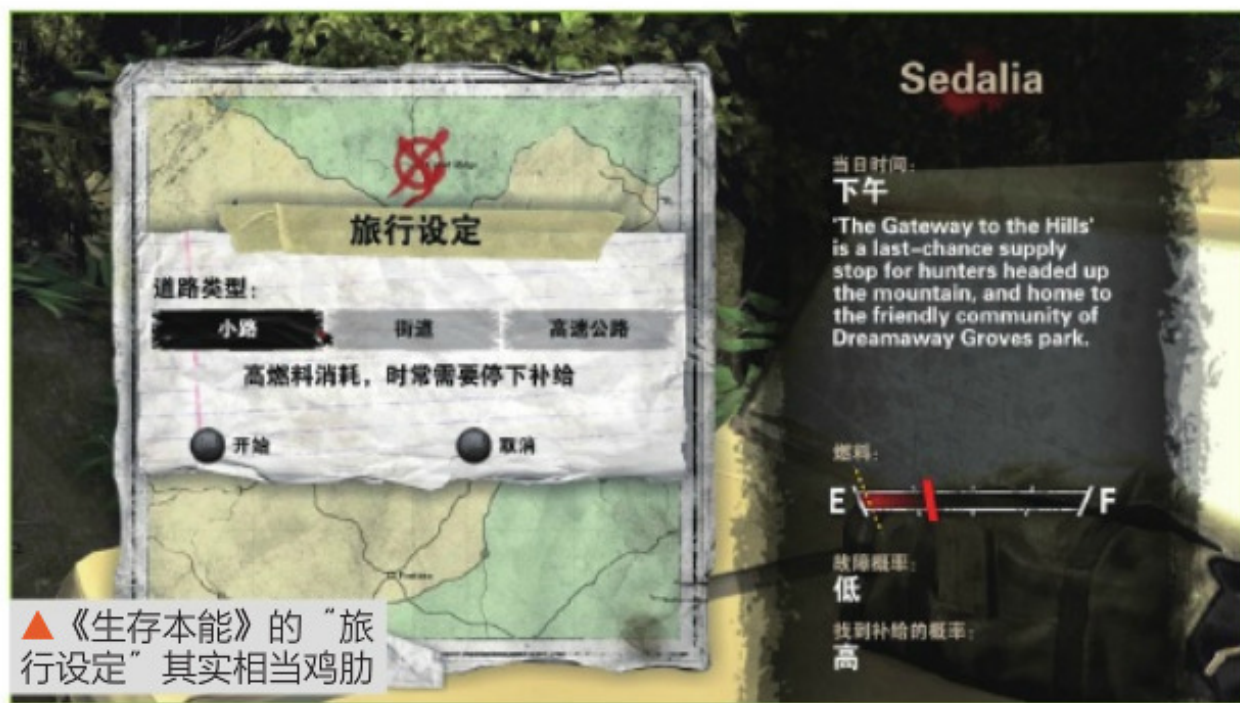 旅行设定
道路类型:
小路 街道 高速公路
高燃料消耗，时常需要停下补给
开始 取消
▲《生存本能》的“旅
行设定”其实相当鸡肋
Sedalia
当日时间:
下午
'The Gateway to the Hills'
is a last-chance supply
stop for hunters headed up
the mountain, and home to
the friendly community of
Dreamaway Groves park.
燃料:
E F
故障概率:
低
找到补给的概率:
高